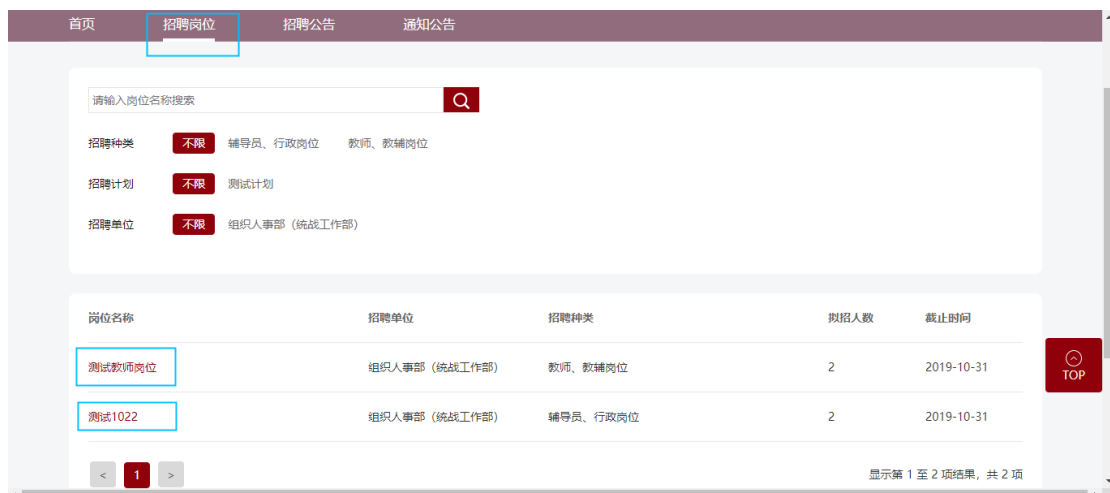 首页 招聘岗位 招聘公告 通知公告
请输入岗位名称搜索
招聘种类 不限 辅导员、行政岗位 教师、教辅岗位
招聘计划 不限 测试计划
招聘单位 不限 组织人事部（统战工作部）
岗位名称 招聘单位 招聘种类 拟招人数 截止时间
测试教师岗位 组织人事部（统战工作部） 教师、教辅岗位 2 2019-10-31
TOP
测试1022 组织人事部（统战工作部） 辅导员、行政岗位 2 2019-10-31
< 1 > 显示第 1 至 2 项结果，共 2 项